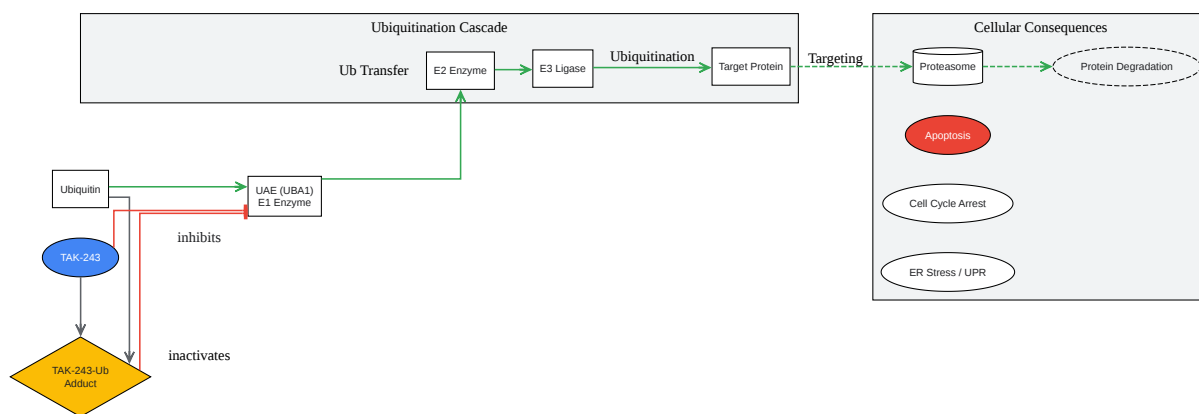 Ubiquitination Cascade
Cellular Consequences
Ub Transfer
E2 Enzyme
E3 Ligase
Ubiquitination
Target Protein
Targeting
Proteasome
Protein Degradation
Apoptosis
Ubiquitin
UAE (UBA1)
E1 Enzyme
Cell Cycle Arrest
inhibits
TAK-243
ER Stress / UPR
inactivates
TAK-243-Ub
Adduct